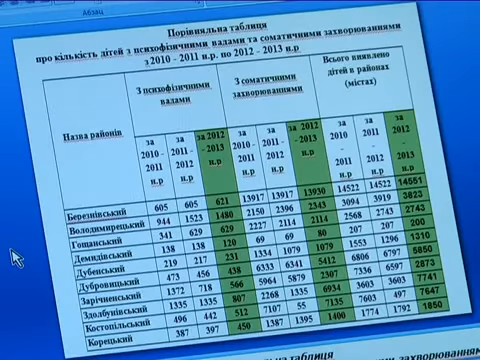 Абзац
Порівняльна таблиця
про кількість дітей з психофізичними вадами та соматичними захворюваннями
з 2010 - 2011 н.р. по 2012 - 2013 н.р
Назва районів
З психофізичними вадами
З соматичними захворюваннями
Всього виявлено дітей в районах (містах)
за 2010 - 2011 н.р за 2011 - 2012 н.р за 2012 - 2013 н.р за 2010 - 2011 н.р за 2011 - 2012 н.р за 2012 - 2013 н.р за 2010 - 2011 н.р за 2011 - 2012 н.р за 2012 - 2013 н.р
Березнівський 605 605 621 13917 13917 13930 14522 14522 14551
Володимирецький 944 1523 1480 2150 2396 2343 3094 3919 3823
Гощанський 341 629 629 2227 2114 2114 2568 2743 2743
Демидівський 138 138 120 69 69 80 207 207 200
Дубенський 219 217 231 1334 1079 1079 1553 1296 1310
Дубровицький 473 456 438 6333 6341 5412 6806 6797 5850
Зарічненський 1372 718 566 5964 5879 2307 7336 6597 2873
Здолбунівський 1335 1335 807 2268 1335 6934 3603 3603 7741
Костопільський 496 442 512 7107 55 7135 7603 497 7647
Корецький 387 397 450 1387 1395 1400 1774 1792 1850